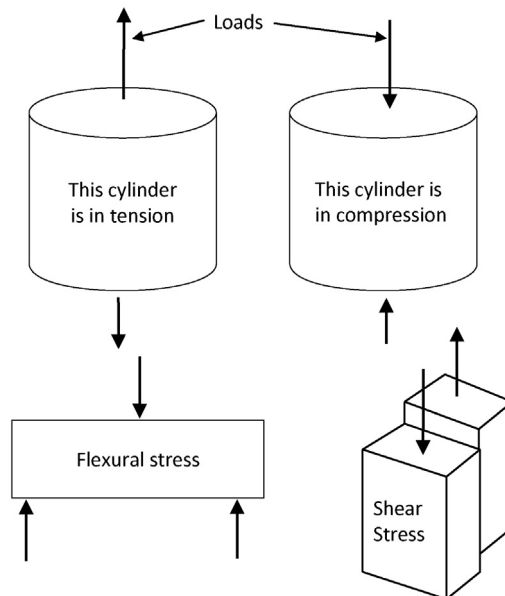 Loads
This cylinder
is in tension
This cylinder is
in compression
Flexural stress
Shear
Stress